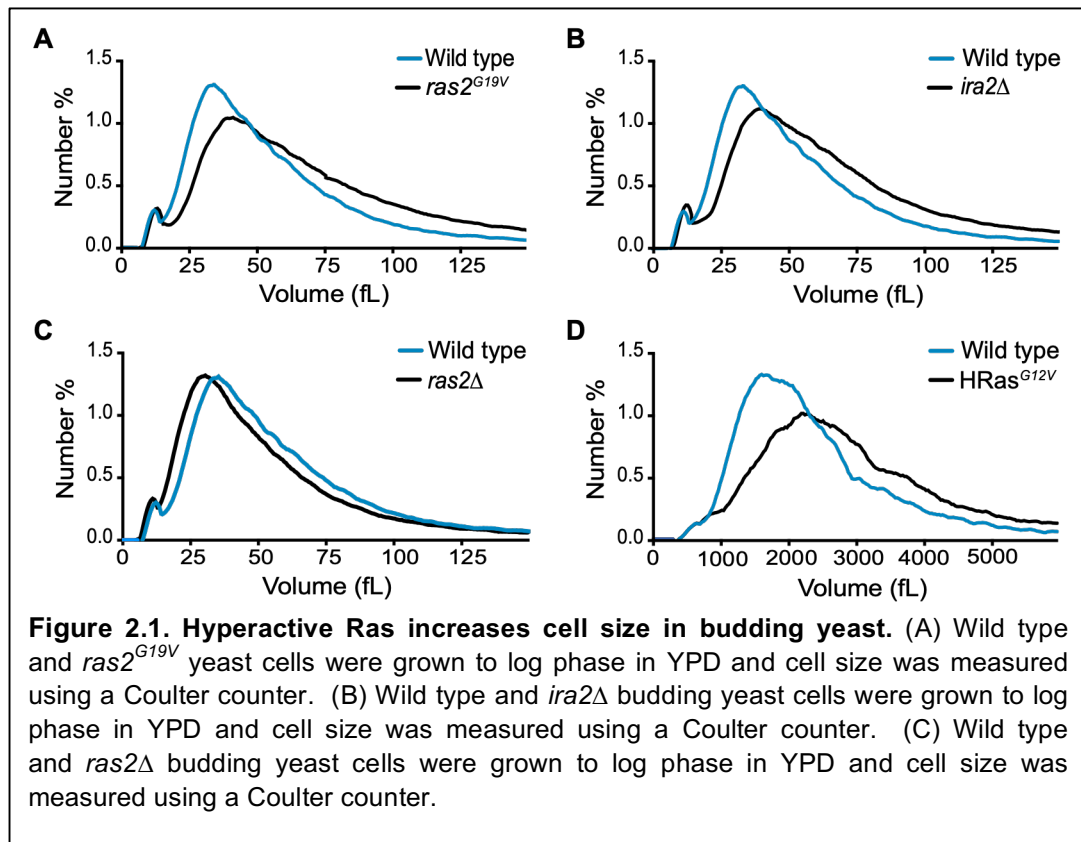 A
1.5
1.0
0.5
0.0
Number %
Wild type
ras2G19V
0 25 50 75 100 125
Volume (fL)
B
1.5
1.0
0.5
0.0
Number %
Wild type
ira2Δ
0 25 50 75 100 125
Volume (fL)
C
1.5
1.0
0.5
0.0
Number %
Wild type
ras2Δ
0 25 50 75 100 125
Volume (fL)
D
1.5
1.0
0.5
0.0
Number %
Wild type
HRasG12V
0 1000 2000 3000 4000 5000
Volume (fL)
Figure 2.1. Hyperactive Ras increases cell size in budding yeast. (A) Wild type
and ras2G19V yeast cells were grown to log phase in YPD and cell size was measured
using a Coulter counter. (B) Wild type and ira2Δ budding yeast cells were grown to log
phase in YPD and cell size was measured using a Coulter counter. (C) Wild type
and ras2Δ budding yeast cells were grown to log phase in YPD and cell size was
measured using a Coulter counter.